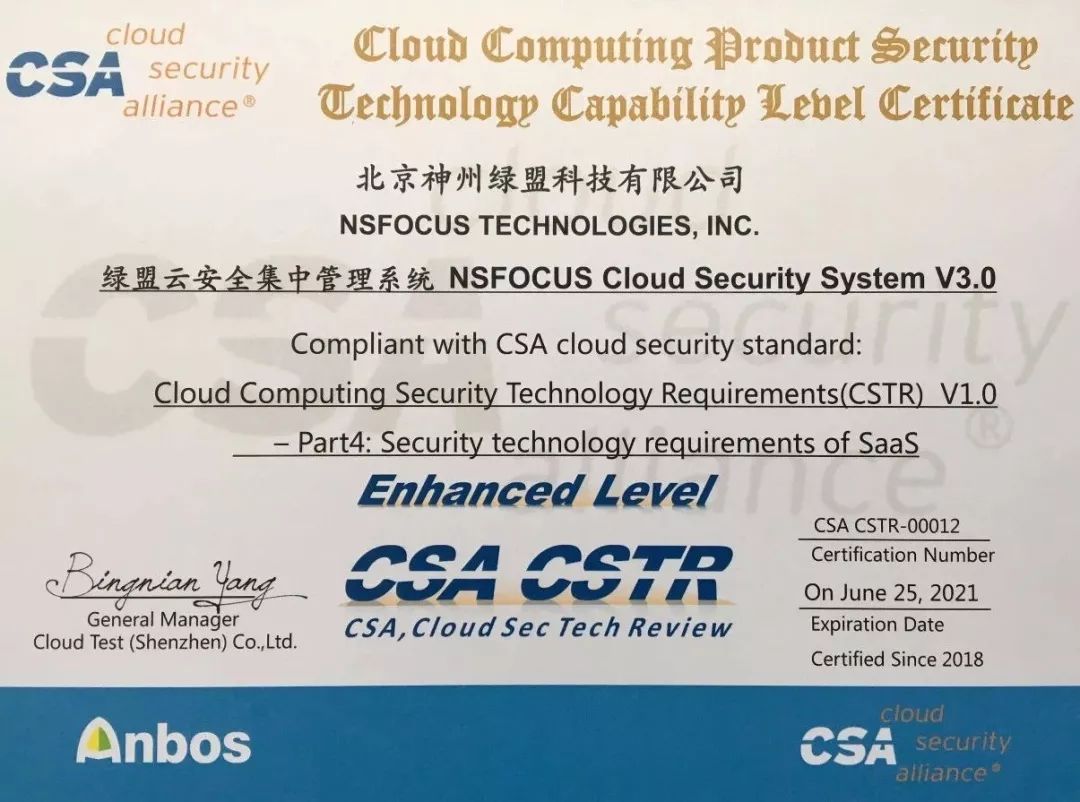 cloud
CSA security
alliance®
Cloud Computing Product Security
Technology Capability Level Certificate
北京神州绿盟科技有限公司
NSFOCUS TECHNOLOGIES, INC.
绿盟云安全集中管理系统 NSFOCUS Cloud Security System V3.0
Compliant with CSA cloud security standard:
Cloud Computing Security Technology Requirements(CSTR) V1.0
– Part4: Security technology requirements of SaaS
Enhanced Level
CSA CSTR
CSA, Cloud Sec Tech Review
Bingnian Yang
General Manager
Cloud Test (Shenzhen) Co.,Ltd.
CSA CSTR-00012
Certification Number
On June 25, 2021
Expiration Date
Certified Since 2018
Anbos
cloud
CSA security
alliance®
cloud
CSA security
alliance®